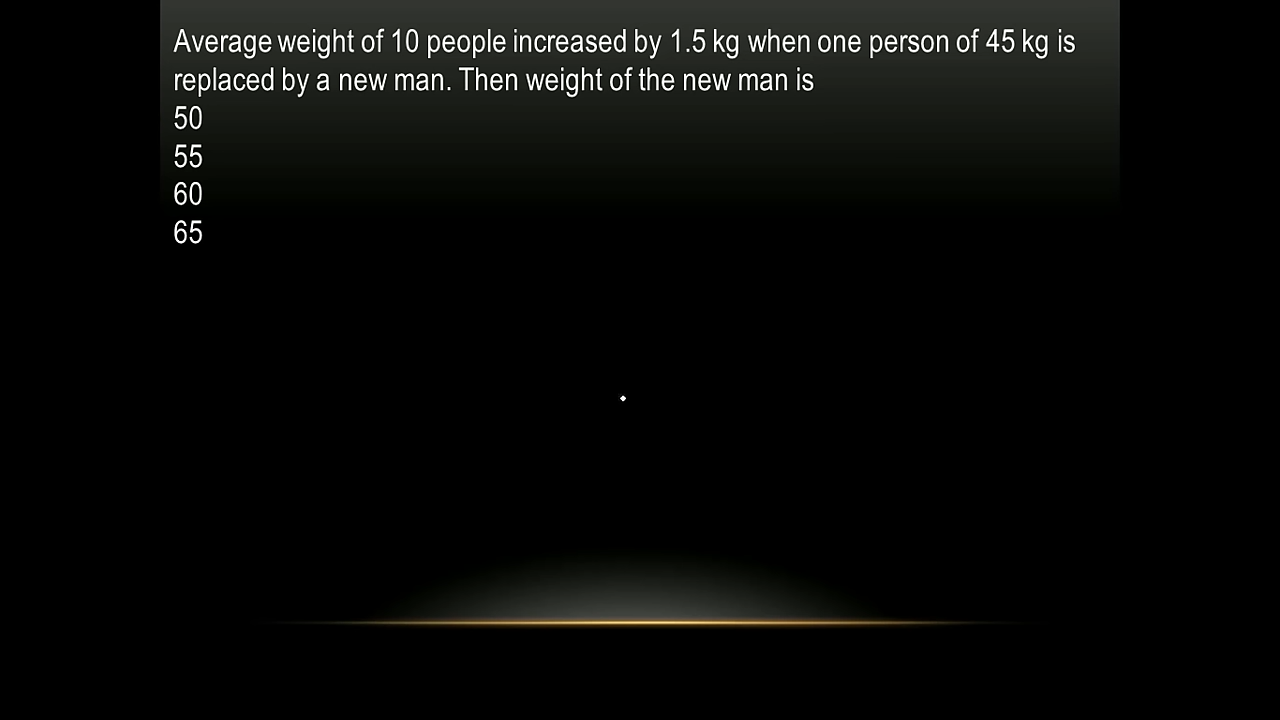 Average weight of 10 people increased by 1.5 kg when one person of 45 kg is
replaced by a new man. Then weight of the new man is
50
55
60
65